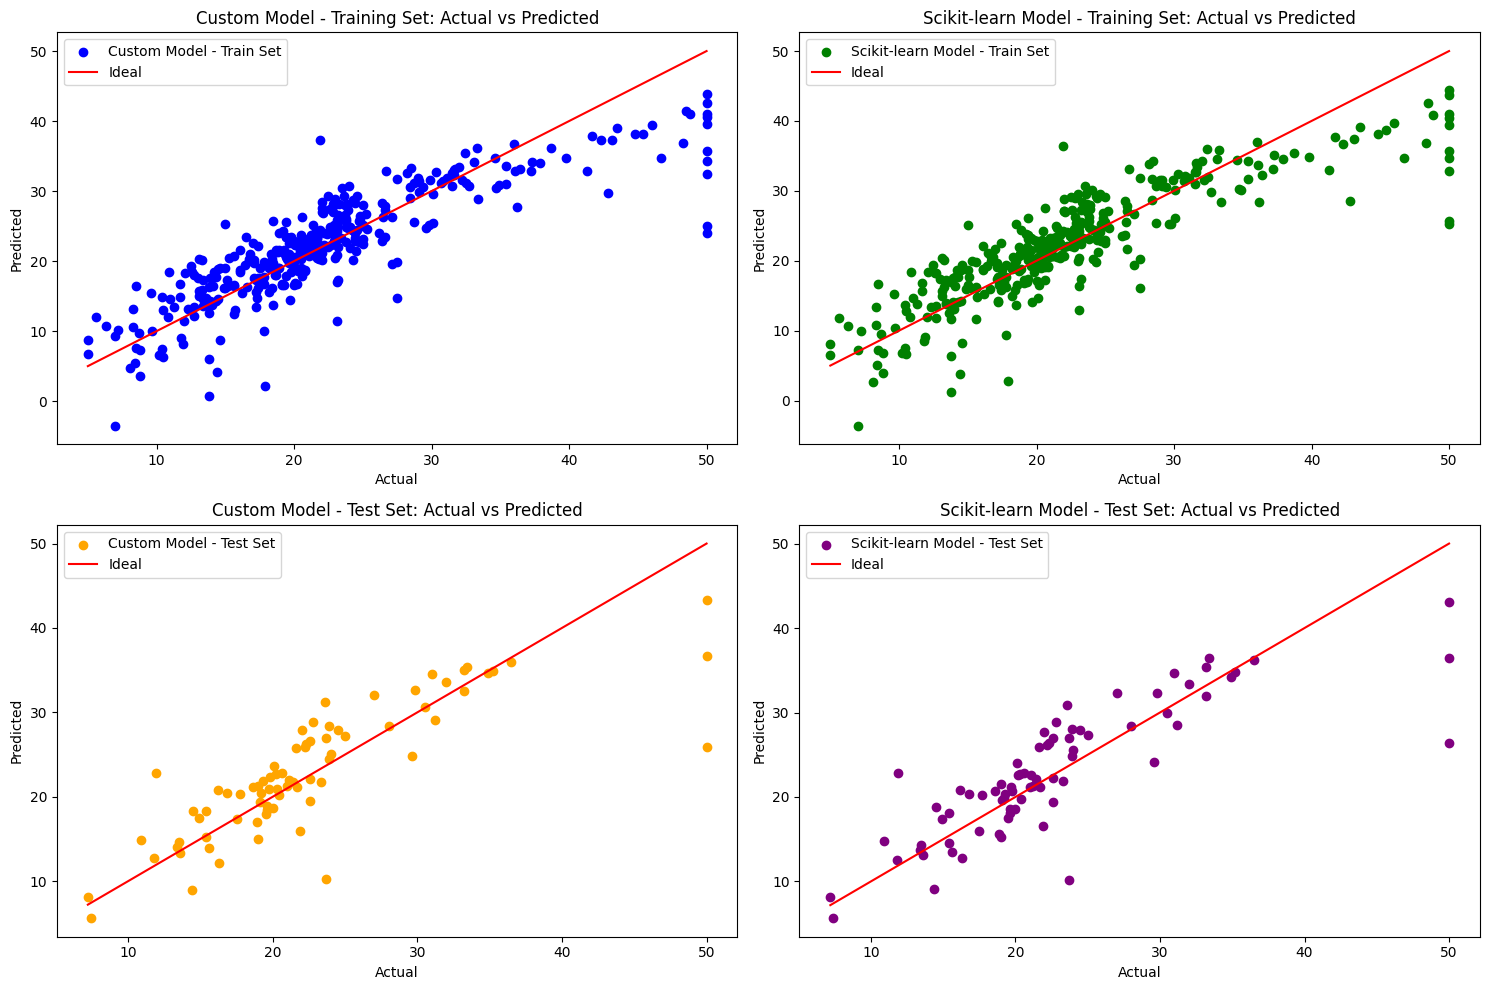 Custom Model - Training Set: Actual vs Predicted
Custom Model - Train Set
Ideal
50
40
30
20
10
0
Predicted
10
20
30
40
50
Actual
Scikit-learn Model - Training Set: Actual vs Predicted
Scikit-learn Model - Train Set
Ideal
50
40
30
20
10
0
Predicted
10
20
30
40
50
Actual
Custom Model - Test Set: Actual vs Predicted
Custom Model - Test Set
Ideal
50
40
30
20
10
Predicted
10
20
30
40
50
Actual
Scikit-learn Model - Test Set: Actual vs Predicted
Scikit-learn Model - Test Set
Ideal
50
40
30
20
10
Predicted
10
20
30
40
50
Actual